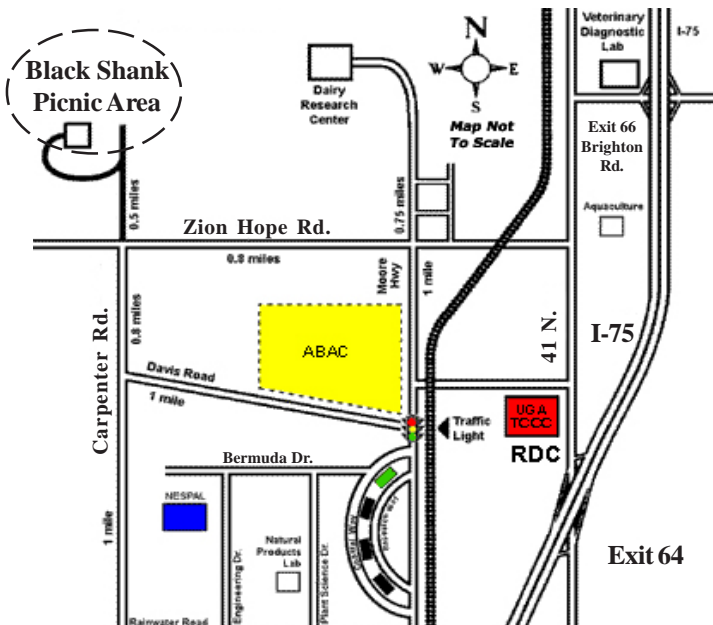 Black Shank
Picnic Area
Dairy
Research
Center
N
W
E
S
Map Not
To Scale
Veterinary
Diagnostic
Lab
I-75
Exit 66
Brighton
Rd.
Aquaculture
0.5 miles
0.75 miles
Zion Hope Rd.
0.8 miles
Moore
Hwy
1 mile
Carpenter Rd.
0.8 miles
ABAC
41 N.
I-75
Davis Road
1 mile
UGA
TCCC
RDC
Traffic
Light
Bermuda Dr.
NESPAL
1 mile
Engineering Dr.
Natural
Products
Lab
Plant Science Dr.
Coastal Way
Exit 64
Rainwater Road